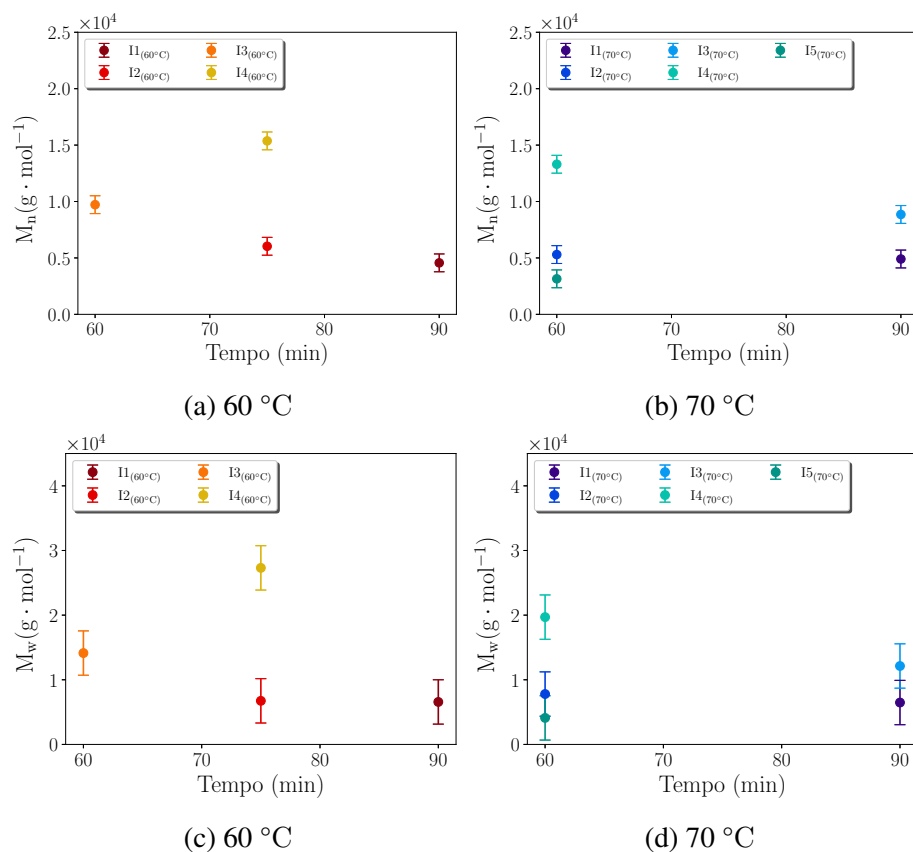 ×10⁴
I1(60°C) I3(60°C)
I2(60°C) I4(60°C)
Mn(g · mol⁻¹)
2.5
2.0
1.5
1.0
0.5
0.0
60 70 80 90
Tempo (min)
(a) 60 °C
×10⁴
I1(70°C) I3(70°C) I5(70°C)
I2(70°C) I4(70°C)
Mn(g · mol⁻¹)
2.5
2.0
1.5
1.0
0.5
0.0
60 70 80 90
Tempo (min)
(b) 70 °C
×10⁴
I1(60°C) I3(60°C)
I2(60°C) I4(60°C)
Mw(g · mol⁻¹)
4
3
2
1
0
60 70 80 90
Tempo (min)
(c) 60 °C
×10⁴
I1(70°C) I3(70°C) I5(70°C)
I2(70°C) I4(70°C)
Mw(g · mol⁻¹)
4
3
2
1
0
60 70 80 90
Tempo (min)
(d) 70 °C